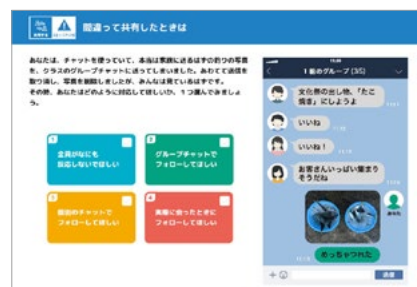 間違って共有したときは
あなたは、チャットを使っていて、本当は家族に送るはずの釣りの写真
を、クラスのグループチャットに送ってしまいました。あわてて送信を
取り消し、写真を削除しましたが、みんなは見ているはずです。
その時、あなたはどのように対応してほしいか、1つ選んでみましょ
う。
1
全員がなにも
反応しないでほしい
2
グループチャットで
フォローしてほしい
3
個別のチャットで
フォローしてほしい
4
実際に会ったときに
フォローしてほしい
1組のグループ [35]
文化祭の出し物、「たこ
焼き」にしようよ
いいね
いいね!
お客さんいっぱい集まり
そうだね
あなた
めっちゃつれた
送信